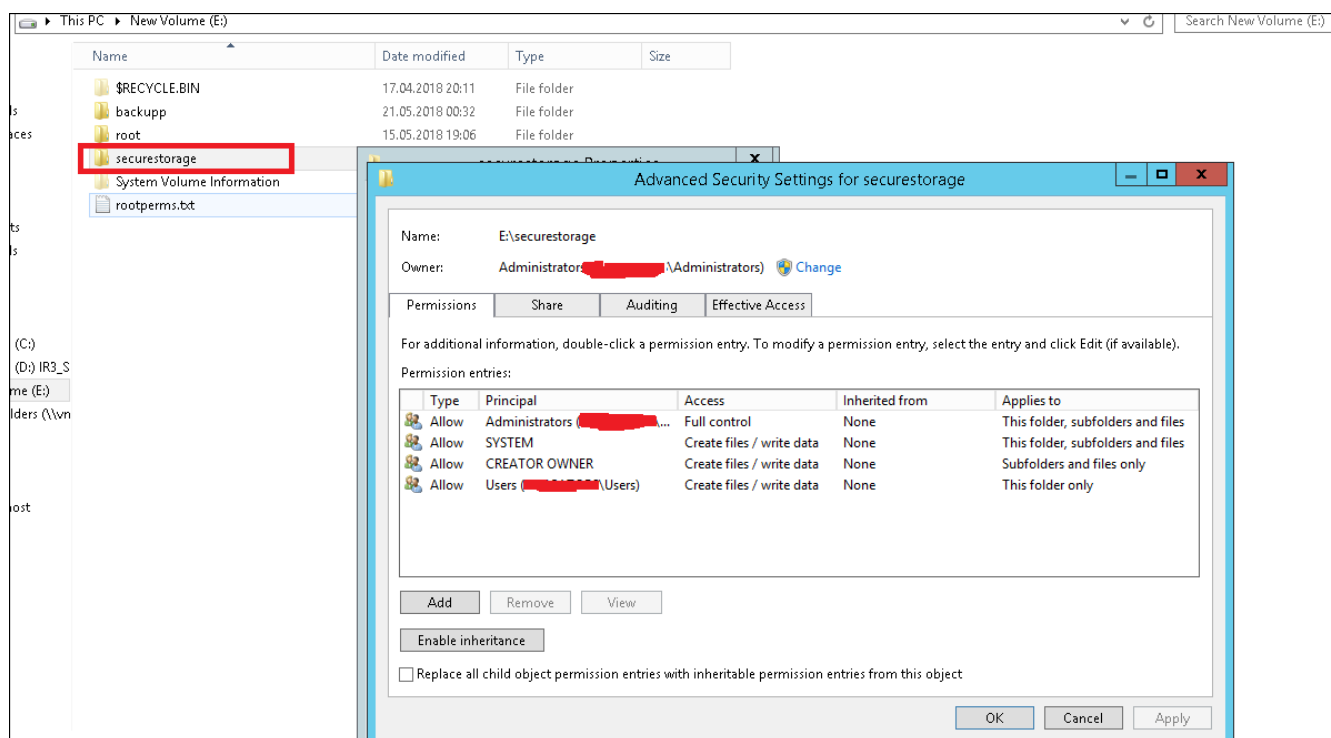 This PC New Volume (E:) Search New Volume (E:)
Name Date modified Type Size
$RECYCLE.BIN 17.04.2018 20:11 File folder
backupp 21.05.2018 00:32 File folder
root 15.05.2018 19:06 File folder
securestorage
System Volume Information
rootperms.txt
ls
aces
ts
ls
(C:)
(D:) IR3_S
me (E:)
lders (\\vn
ost
securestorage Properties X
Advanced Security Settings for securestorage
Name: E:\securestorage
Owner: Administrators \Administrators) Change
Permissions Share Auditing Effective Access
For additional information, double-click a permission entry. To modify a permission entry, select the entry and click Edit (if available).
Permission entries:
Type Principal Access Inherited from Applies to
Allow Administrators ( \... Full control None This folder, subfolders and files
Allow SYSTEM Create files / write data None This folder, subfolders and files
Allow CREATOR OWNER Create files / write data None Subfolders and files only
Allow Users ( \Users) Create files / write data None This folder only
Add Remove View
Enable inheritance
Replace all child object permission entries with inheritable permission entries from this object
OK Cancel Apply